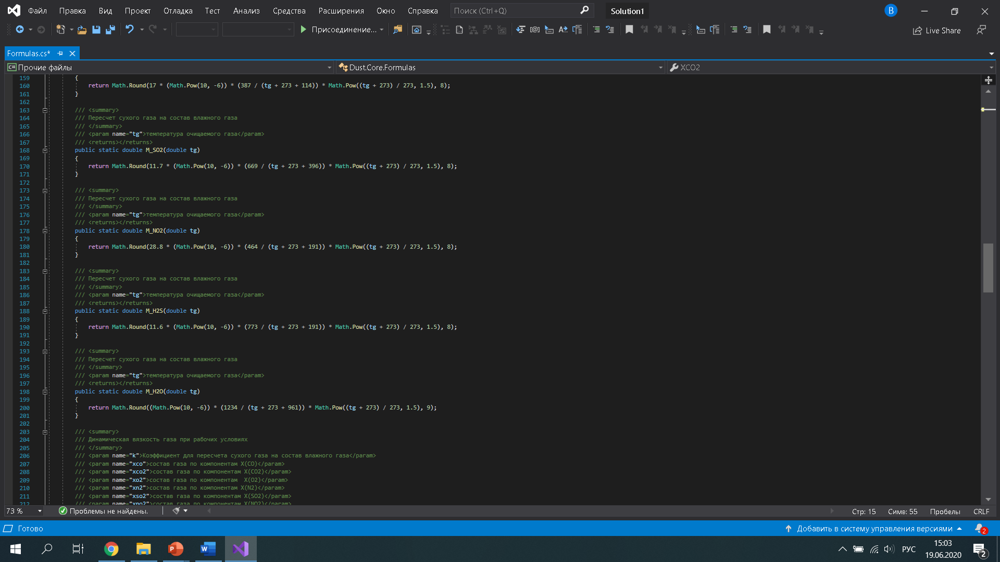 Файл Правка Вид Проект Отладка Тест Анализ Средства Расширения Окно Справка Поиск (Ctrl+Q) Solution1 B
Присоединение... Live Share
Formulas.cs*
C# Прочие файлы Dust.Core.Formulas XCO2
159 {
160 return Math.Round(17 * (Math.Pow(10, -6)) * (387 / (tg + 273 + 114)) * Math.Pow((tg + 273) / 273, 1.5), 8);
161 }
162
163 /// <summary>
164 /// Пересчет сухого газа на состав влажного газа
165 /// </summary>
166 /// <param name="tg">температура очищаемого газа</param>
167 /// <returns></returns>
168 public static double M_SO2(double tg)
169 {
170 return Math.Round(11.7 * (Math.Pow(10, -6)) * (669 / (tg + 273 + 396)) * Math.Pow((tg + 273) / 273, 1.5), 8);
171 }
172
173 /// <summary>
174 /// Пересчет сухого газа на состав влажного газа
175 /// </summary>
176 /// <param name="tg">температура очищаемого газа</param>
177 /// <returns></returns>
178 public static double M_NO2(double tg)
179 {
180 return Math.Round(28.8 * (Math.Pow(10, -6)) * (464 / (tg + 273 + 191)) * Math.Pow((tg + 273) / 273, 1.5), 8);
181 }
182
183 /// <summary>
184 /// Пересчет сухого газа на состав влажного газа
185 /// </summary>
186 /// <param name="tg">температура очищаемого газа</param>
187 /// <returns></returns>
188 public static double M_H2S(double tg)
189 {
190 return Math.Round(11.6 * (Math.Pow(10, -6)) * (773 / (tg + 273 + 191)) * Math.Pow((tg + 273) / 273, 1.5), 8);
191 }
192
193 /// <summary>
194 /// Пересчет сухого газа на состав влажного газа
195 /// </summary>
196 /// <param name="tg">температура очищаемого газа</param>
197 /// <returns></returns>
198 public static double M_H2O(double tg)
199 {
200 return Math.Round((Math.Pow(10, -6)) * (1234 / (tg + 273 + 961)) * Math.Pow((tg + 273) / 273, 1.5), 9);
201 }
202
203 /// <summary>
204 /// Динамическая вязкость газа при рабочих условиях
205 /// </summary>
206 /// <param name="k">Коэффициент для пересчета сухого газа на состав влажного газа</param>
207 /// <param name="xco">состав газа по компонентам X(CO)</param>
208 /// <param name="xco2">состав газа по компонентам X(CO2)</param>
209 /// <param name="xo2">состав газа по компонентам  X(O2)</param>
210 /// <param name="xn2">состав газа по компонентам X(N2)</param>
211 /// <param name="xso2">состав газа по компонентам X(SO2)</param>
212 /// <param name="xno2">состав газа по компонентам X(NO2)</param>
73 % Проблемы не найдены. Стр: 15 Симв: 55 Пробелы CRLF
Готово Добавить в систему управления версиями 2
РУС 15:03
19.06.2020 2